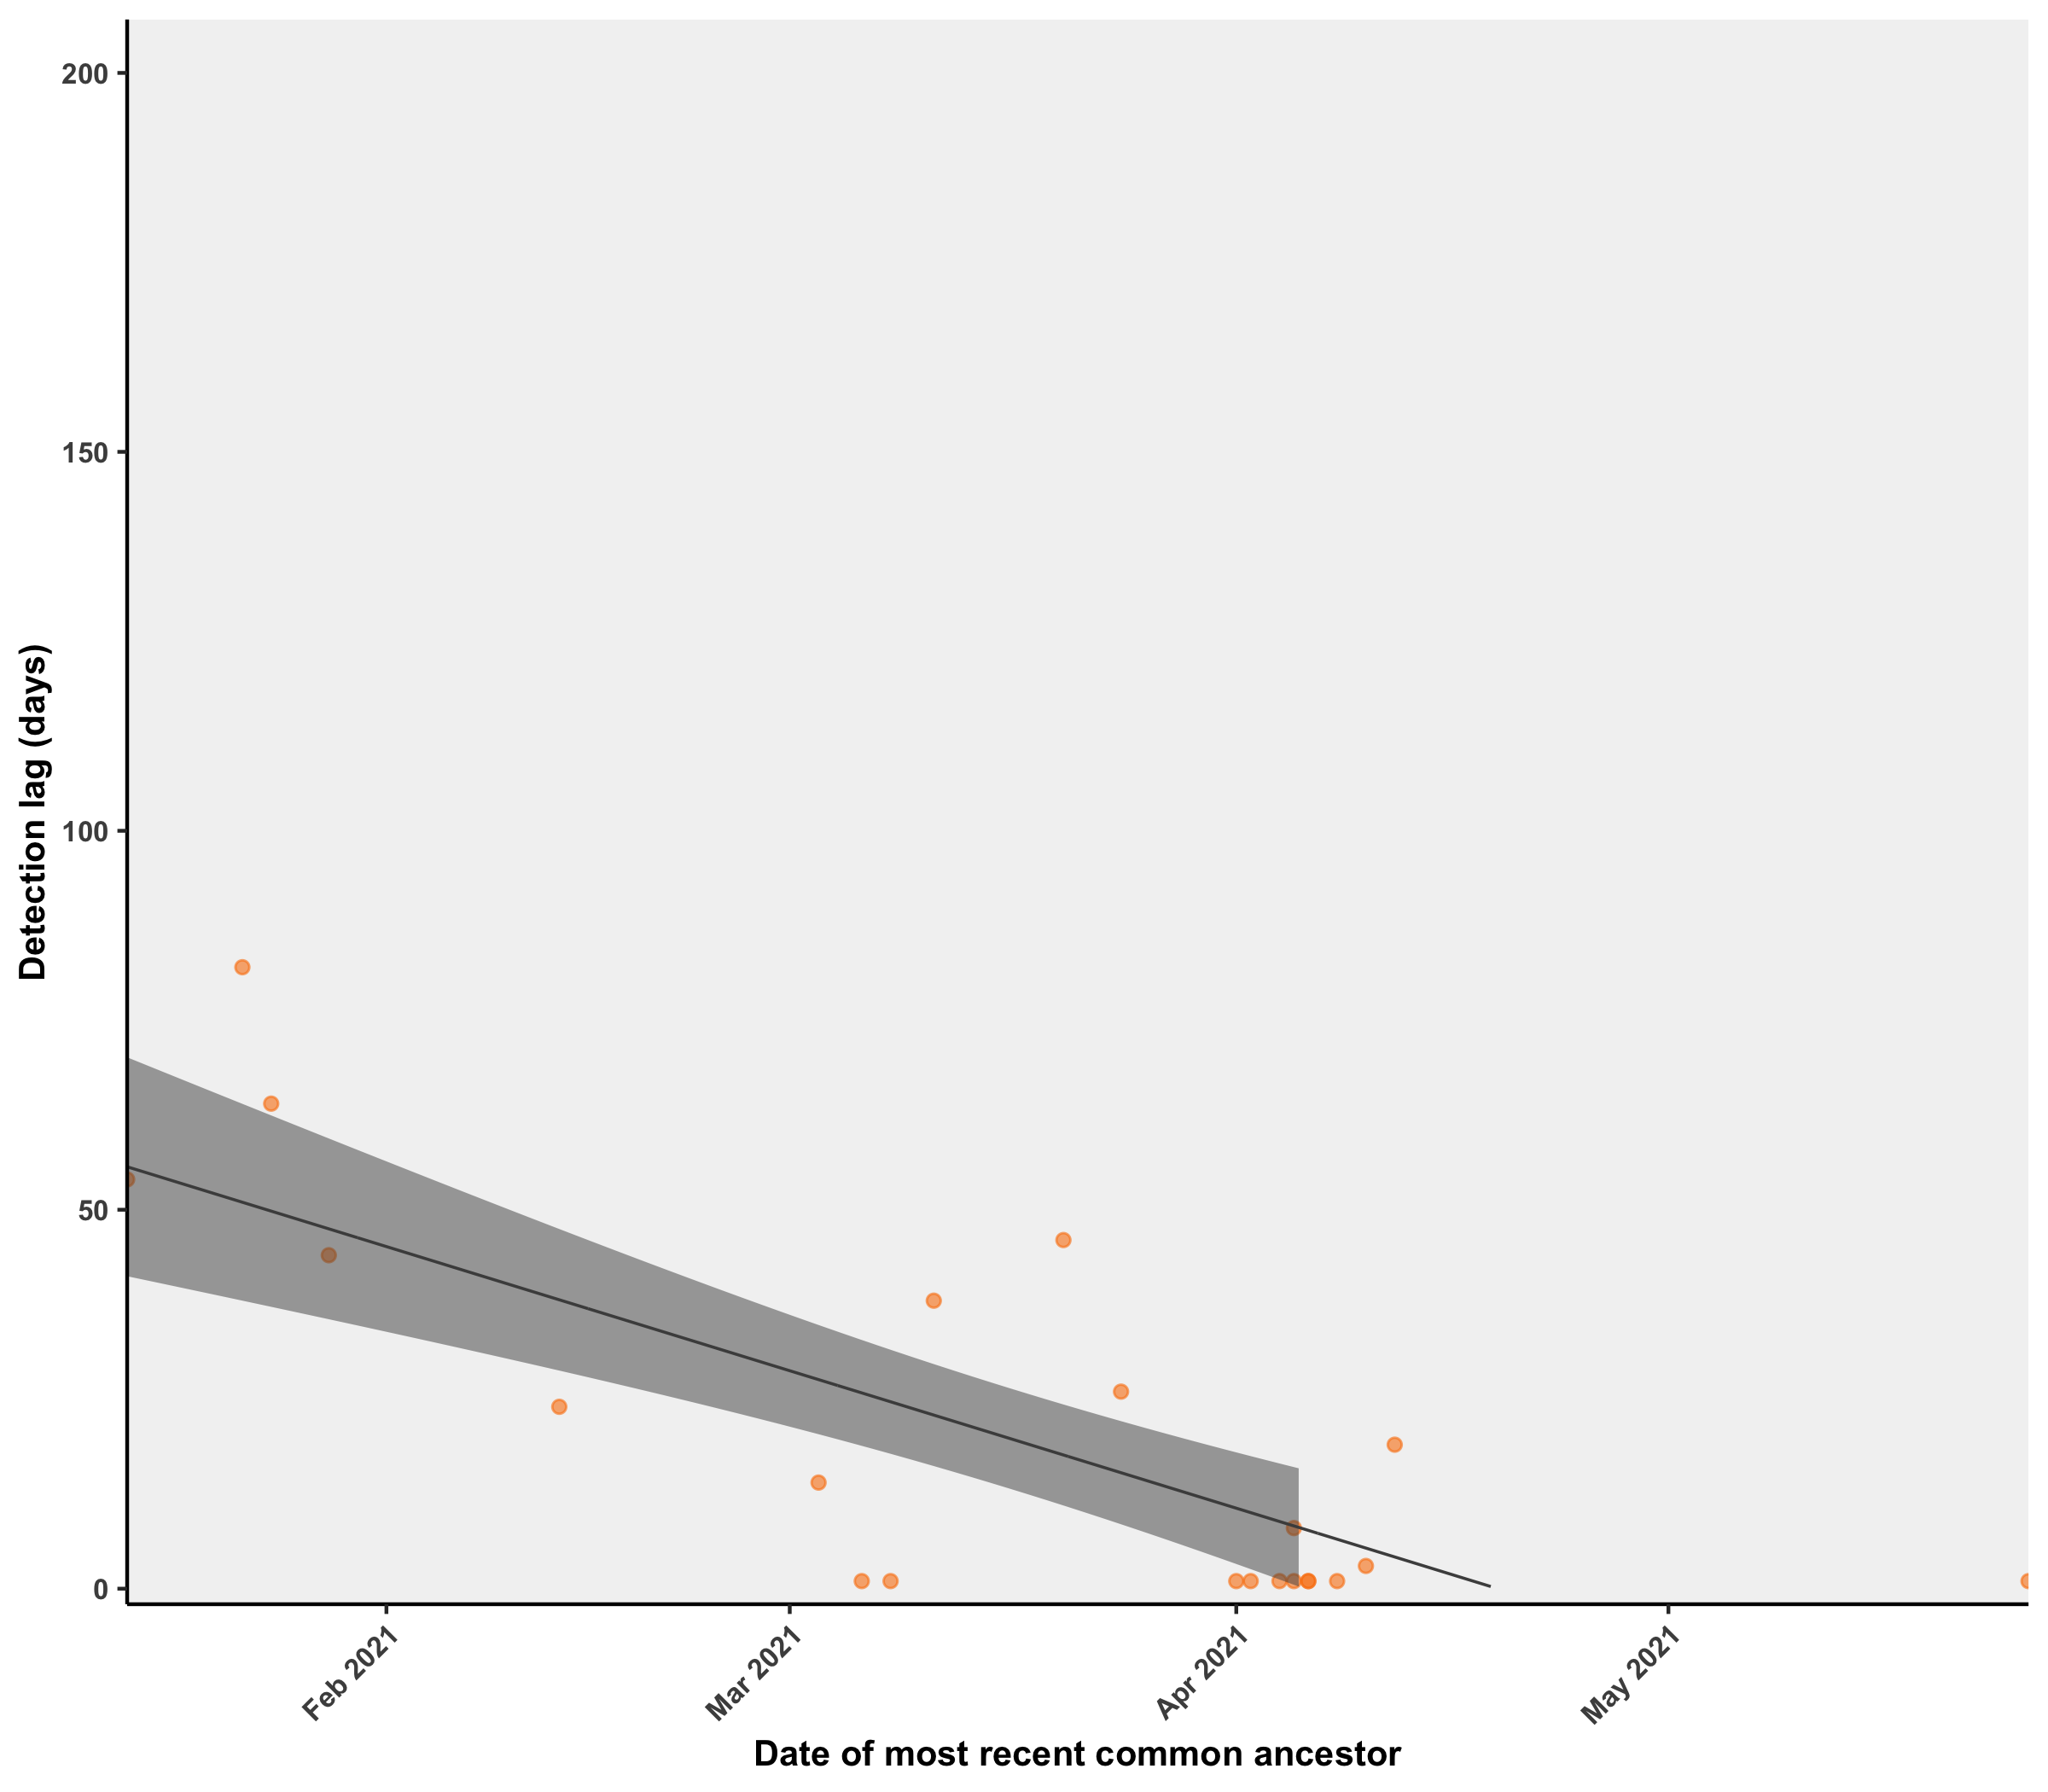 200
150
100
50
0
Detection lag (days)
Feb 2021
Mar 2021
Apr 2021
May 2021
Date of most recent common ancestor